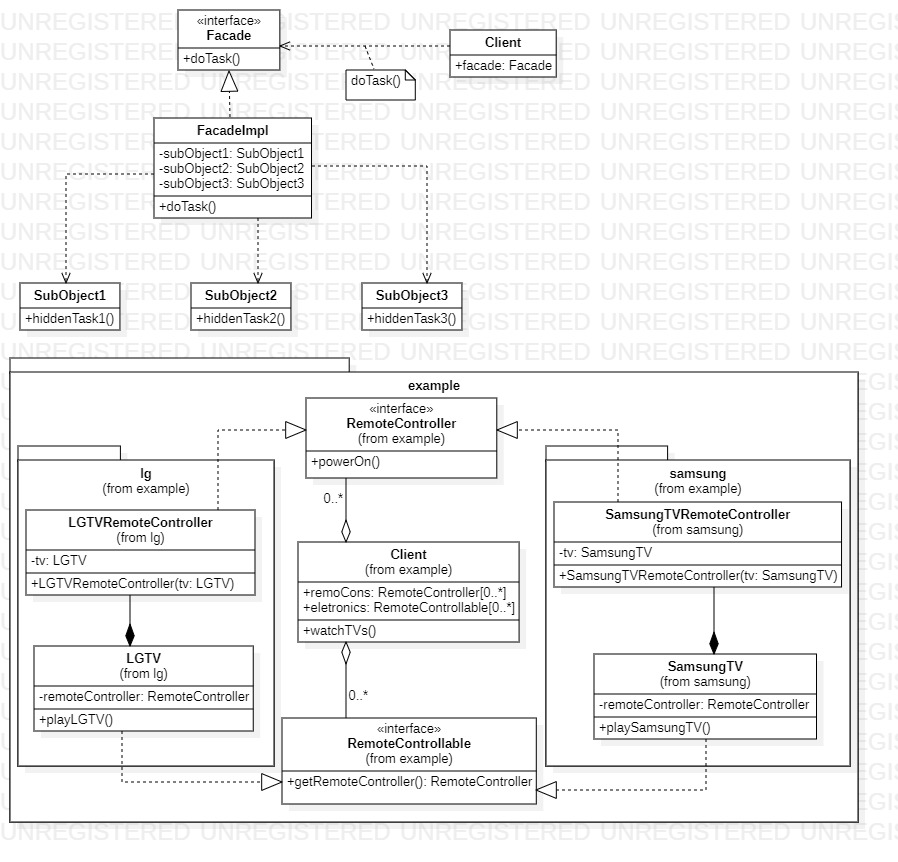 «interface»
Facade
+doTask()
Client
+facade: Facade
doTask()
FacadeImpl
-subObject1: SubObject1
-subObject2: SubObject2
-subObject3: SubObject3
+doTask()
SubObject1
+hiddenTask1()
SubObject2
+hiddenTask2()
SubObject3
+hiddenTask3()
example
«interface»
RemoteController
(from example)
+powerOn()
lg
(from example)
samsung
(from example)
LGTVRemoteController
(from lg)
-tv: LGTV
+LGTVRemoteController(tv: LGTV)
0..*
Client
(from example)
+remoCons: RemoteController[0..*]
+eletronics: RemoteControllable[0..*]
+watchTVs()
SamsungTVRemoteController
(from samsung)
-tv: SamsungTV
+SamsungTVRemoteController(tv: SamsungTV)
LGTV
(from lg)
-remoteController: RemoteController
+playLGTV()
0..*
SamsungTV
(from samsung)
-remoteController: RemoteController
+playSamsungTV()
«interface»
RemoteControllable
(from example)
+getRemoteController(): RemoteController
UNREGISTERED